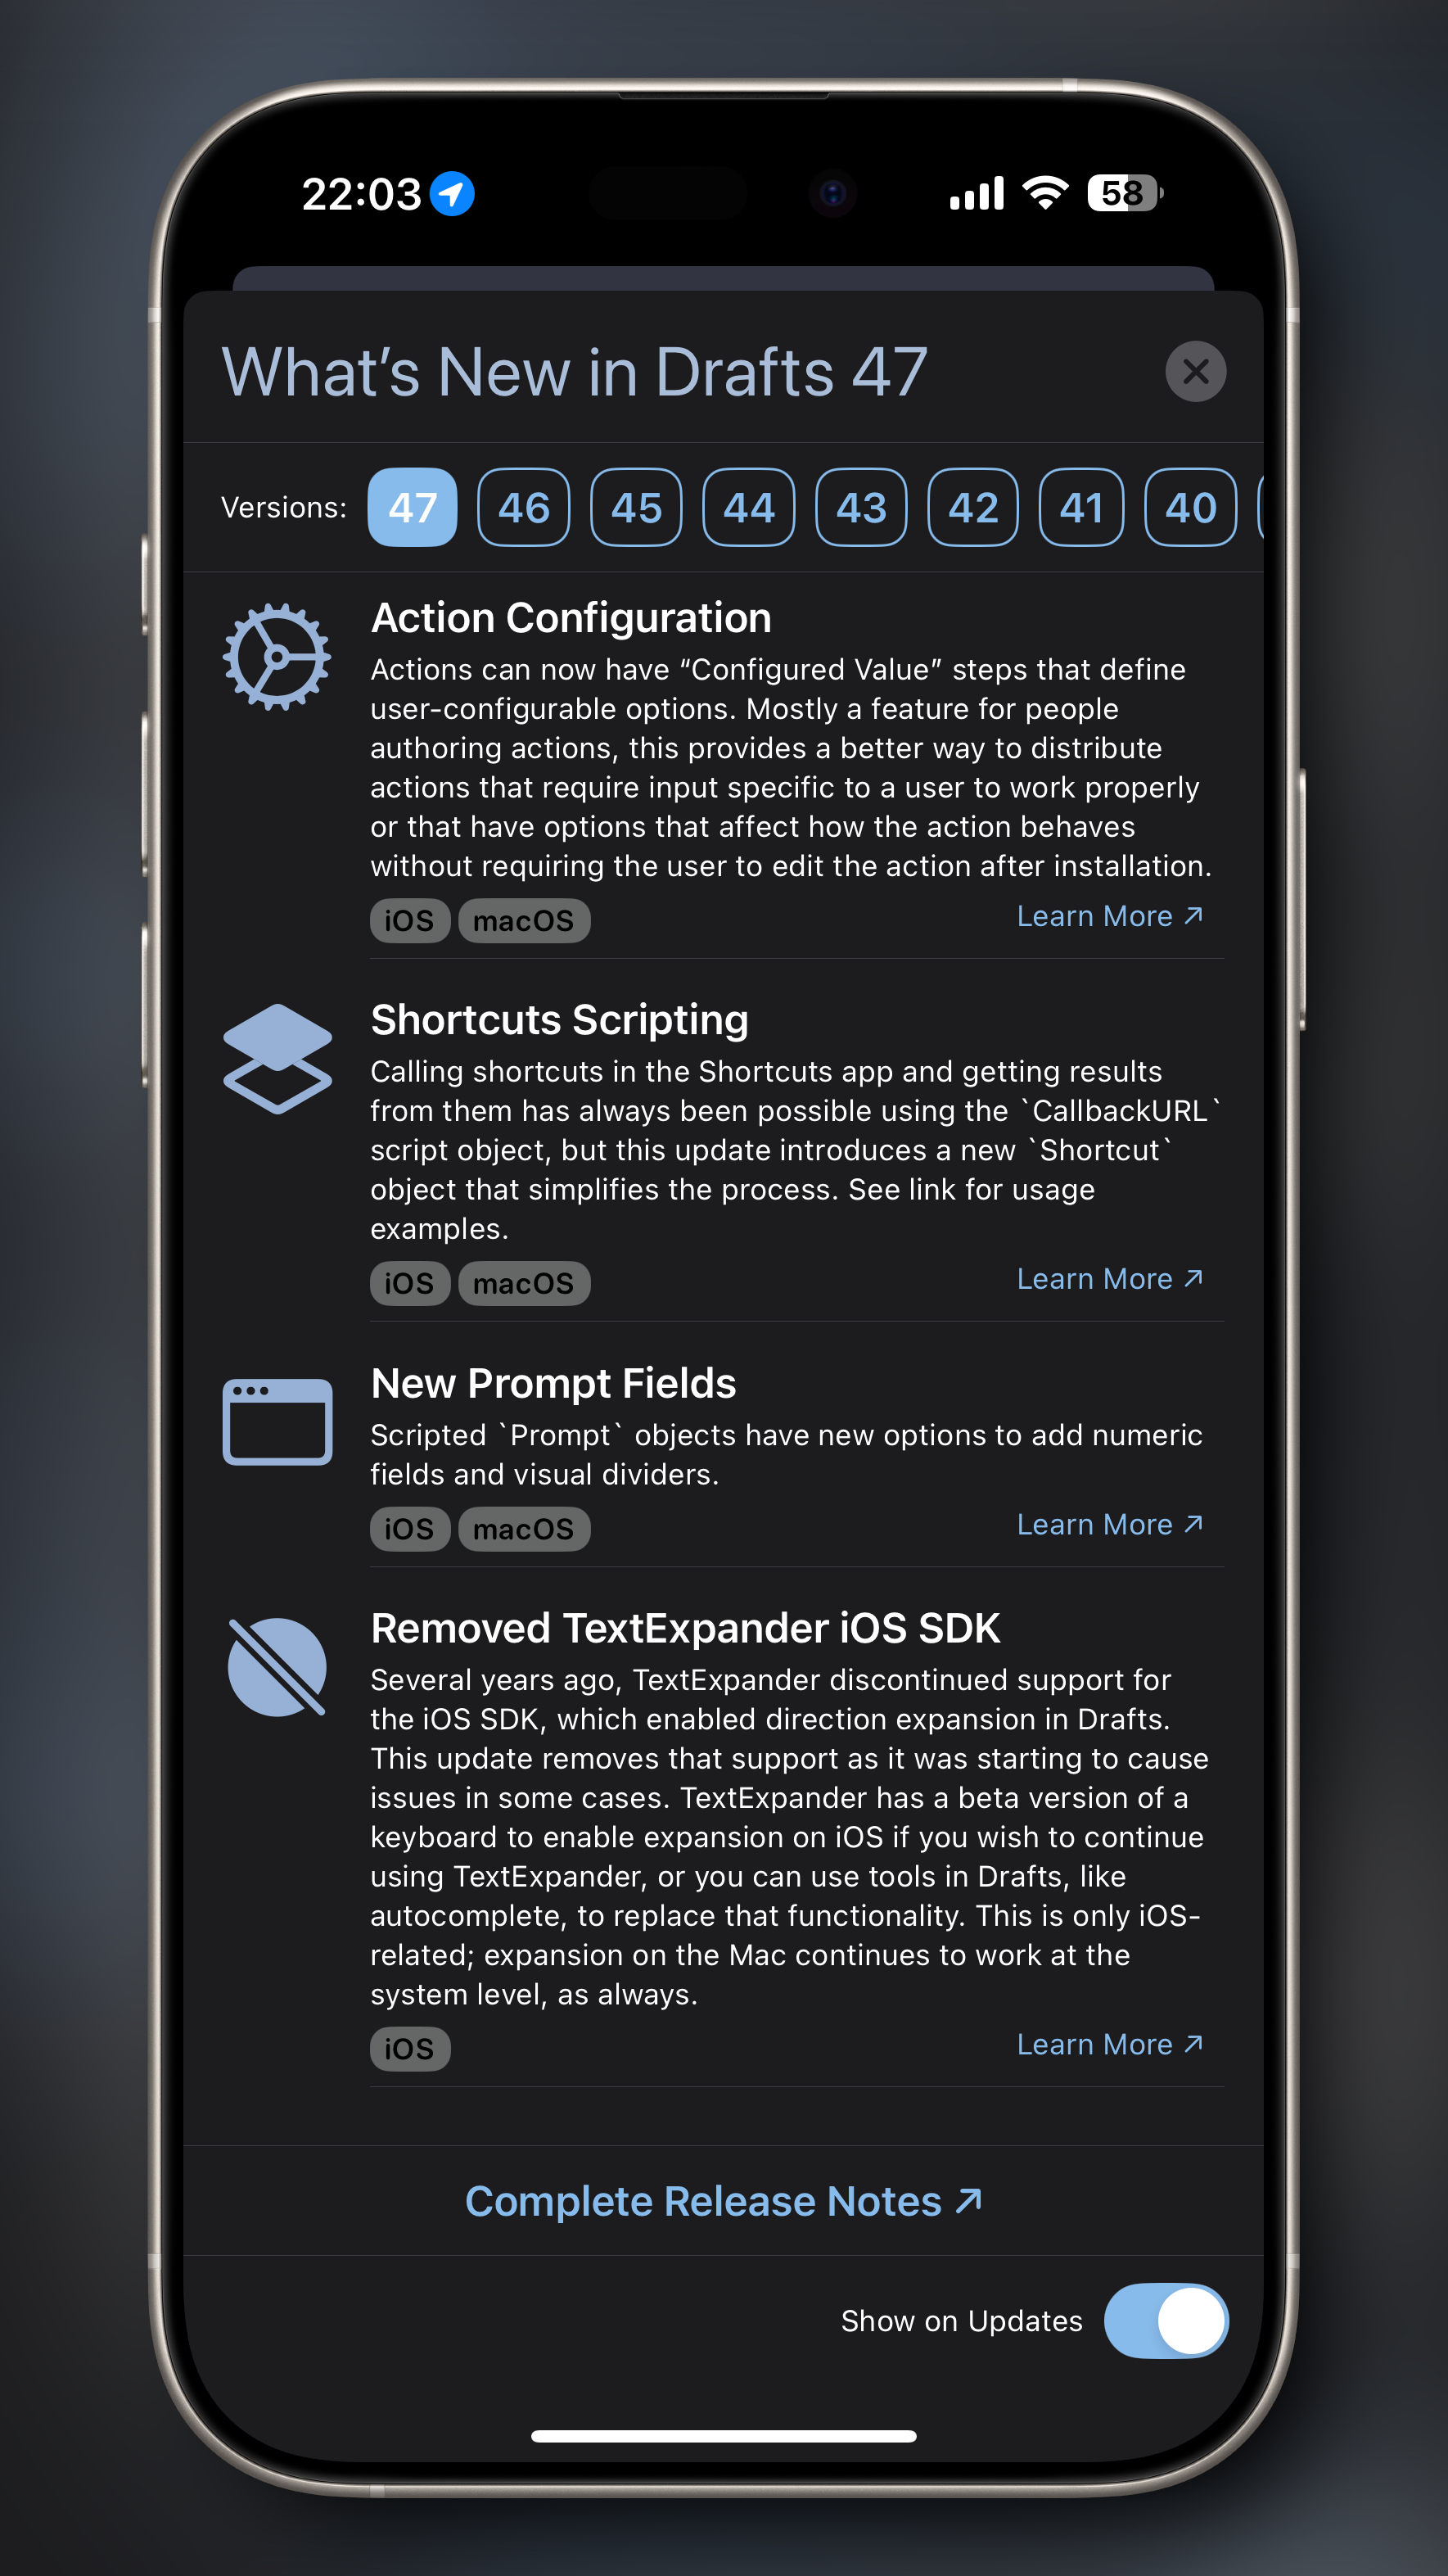 22:03
58
What’s New in Drafts 47
Versions: 47 46 45 44 43 42 41 40
Action Configuration
Actions can now have “Configured Value” steps that define
user-configurable options. Mostly a feature for people
authoring actions, this provides a better way to distribute
actions that require input specific to a user to work properly
or that have options that affect how the action behaves
without requiring the user to edit the action after installation.
iOS macOS Learn More ↗
Shortcuts Scripting
Calling shortcuts in the Shortcuts app and getting results
from them has always been possible using the `CallbackURL`
script object, but this update introduces a new `Shortcut`
object that simplifies the process. See link for usage
examples.
iOS macOS Learn More ↗
New Prompt Fields
Scripted `Prompt` objects have new options to add numeric
fields and visual dividers.
iOS macOS Learn More ↗
Removed TextExpander iOS SDK
Several years ago, TextExpander discontinued support for
the iOS SDK, which enabled direction expansion in Drafts.
This update removes that support as it was starting to cause
issues in some cases. TextExpander has a beta version of a
keyboard to enable expansion on iOS if you wish to continue
using TextExpander, or you can use tools in Drafts, like
autocomplete, to replace that functionality. This is only iOS-
related; expansion on the Mac continues to work at the
system level, as always.
iOS Learn More ↗
Complete Release Notes ↗
Show on Updates